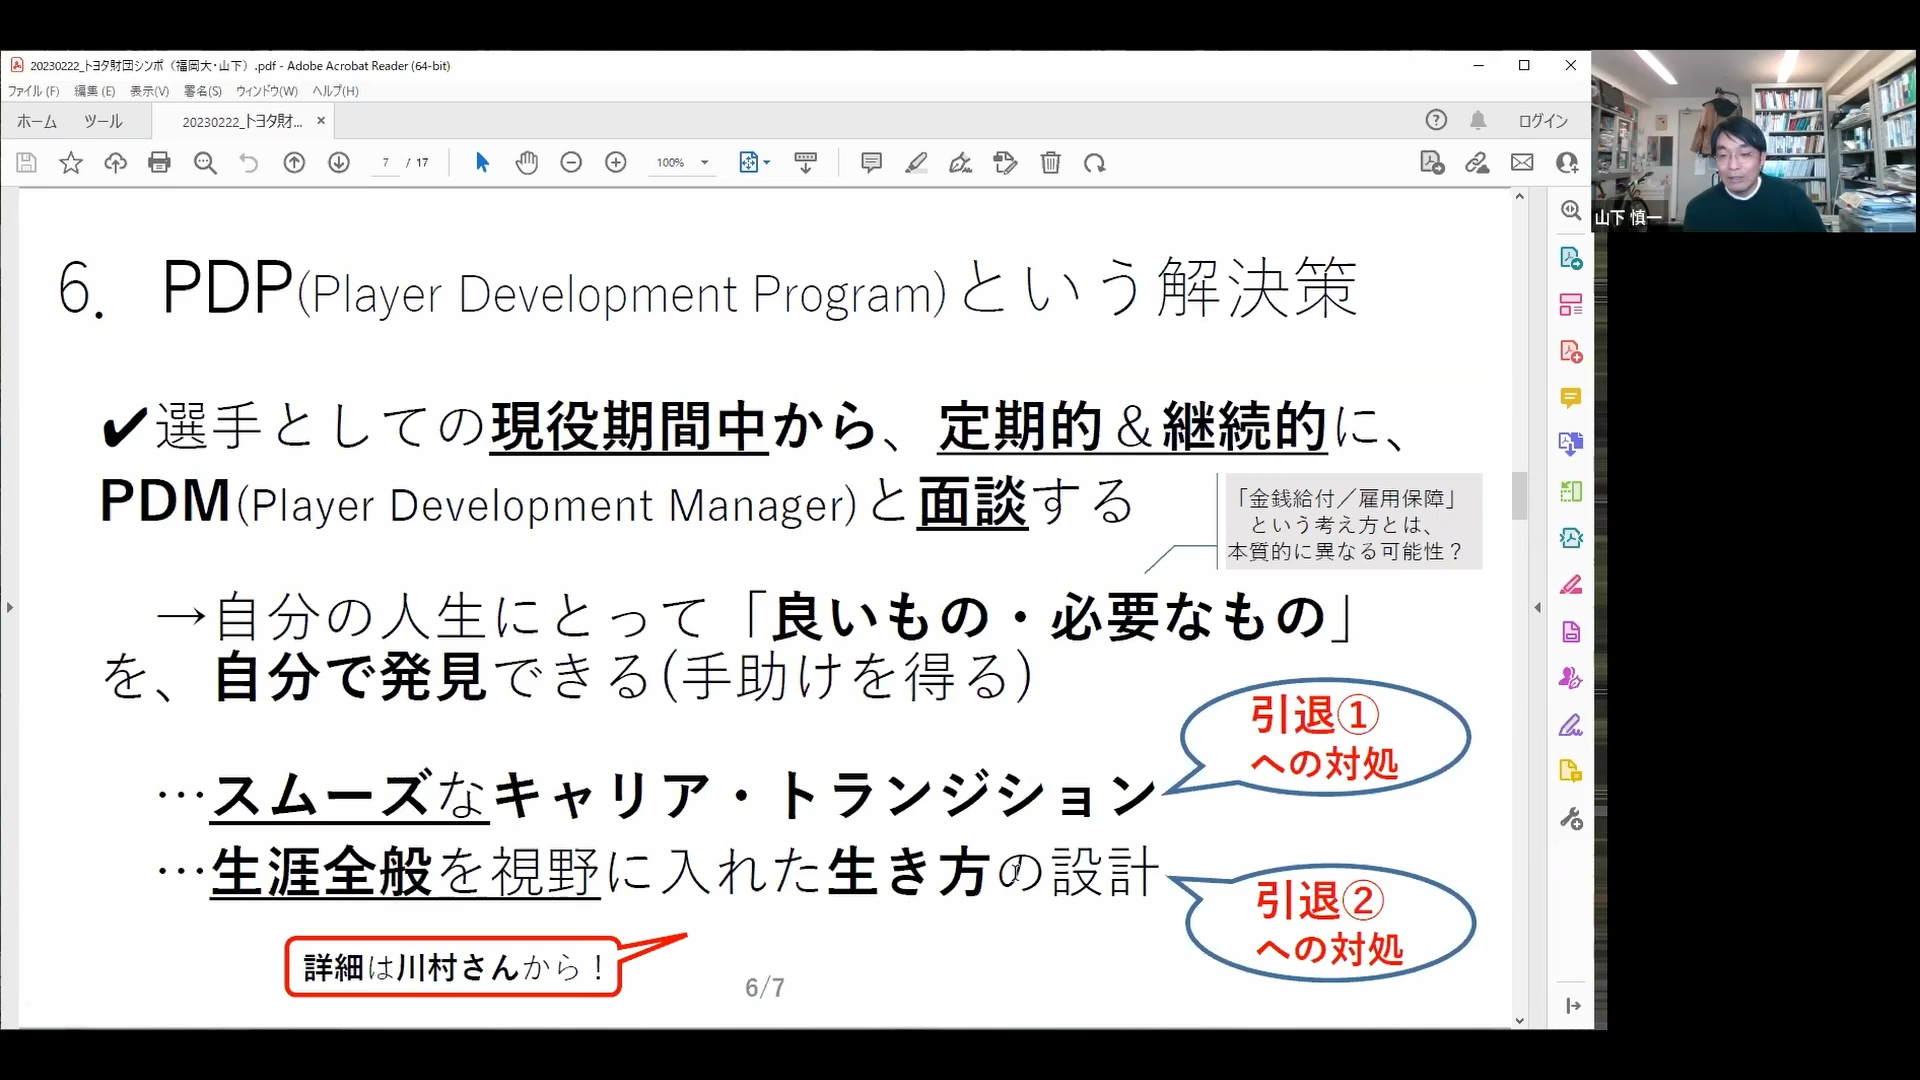 20230222_トヨタ財団シンポ（福岡大・山下）.pdf - Adobe Acrobat Reader (64-bit)
ファイル(F) 編集(E) 表示(V) 署名(S) ウィンドウ(W) ヘルプ(H)
ホーム ツール 20230222_トヨタ財... × ログイン
7 / 17 100%
山下 慎一
6. PDP(Player Development Program)という解決策
✔選手としての現役期間中から、定期的＆継続的に、
PDM(Player Development Manager)と面談する
「金銭給付／雇用保障」
という考え方とは、
本質的に異なる可能性？
→自分の人生にとって「良いもの・必要なもの」
を、自分で発見できる(手助けを得る)
引退①
への対処
…スムーズなキャリア・トランジション
…生涯全般を視野に入れた生き方の設計
引退②
への対処
詳細は川村さんから！
6/7